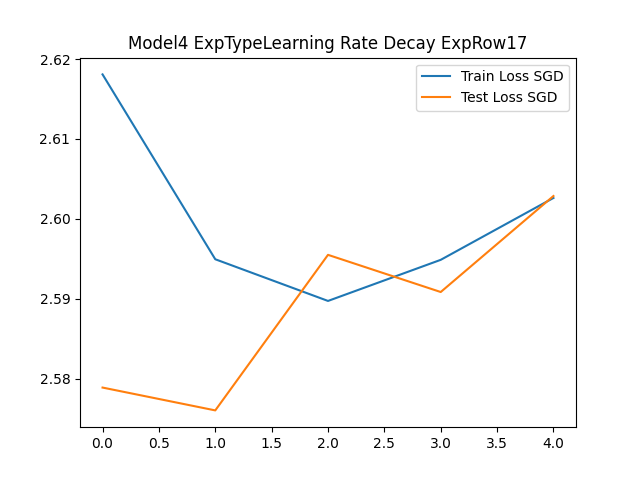 Model4 ExpTypeLearning Rate Decay ExpRow17
Train Loss SGD
Test Loss SGD
2.62
2.61
2.60
2.59
2.58
0.0 0.5 1.0 1.5 2.0 2.5 3.0 3.5 4.0